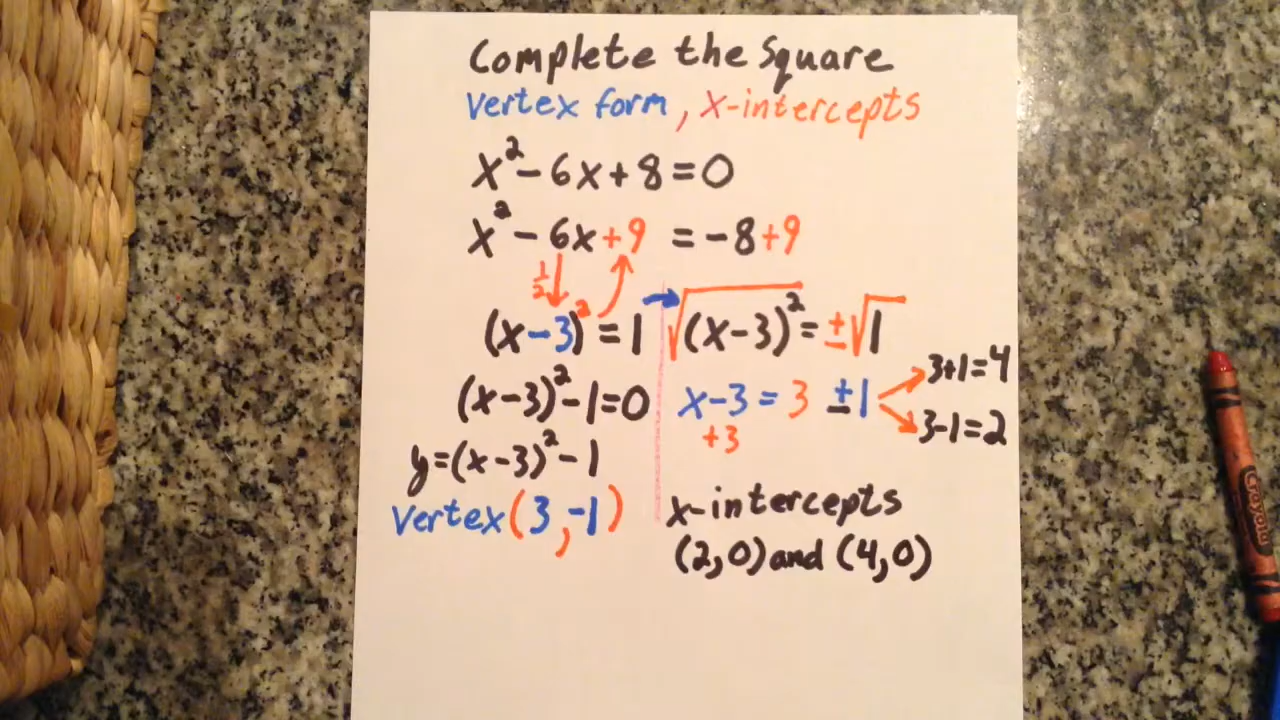 Complete the Square
vertex form, x-intercepts
x² - 6x + 8 = 0
x² - 6x + 9 = -8 + 9
1/2
(x - 3)² = 1
(x - 3)² - 1 = 0
y = (x - 3)² - 1
vertex (3, -1)
√(x - 3)² = ±√1
x - 3 = 3 ± 1
+3
3+1=4
3-1=2
x-intercepts
(2,0) and (4,0)
Crayola